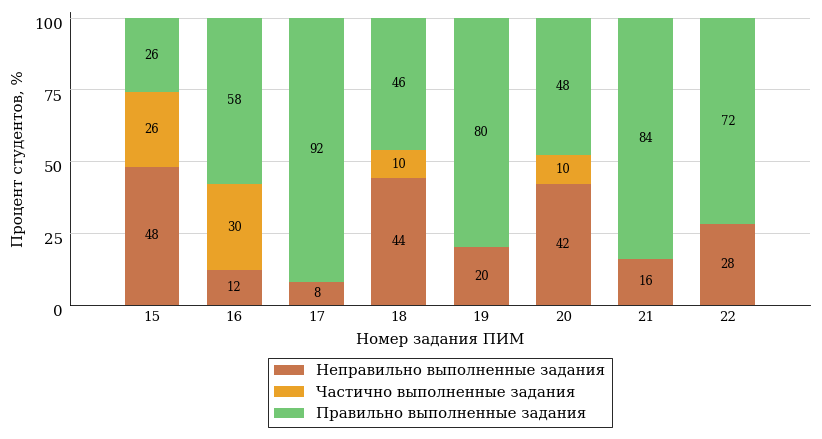 100
75
50
25
0
Процент студентов, %
26 58 92 46 80 48 84 72
26 30 10 10
48 12 8 44 20 42 16 28
15 16 17 18 19 20 21 22
Номер задания ПИМ
Неправильно выполненные задания
Частично выполненные задания
Правильно выполненные задания